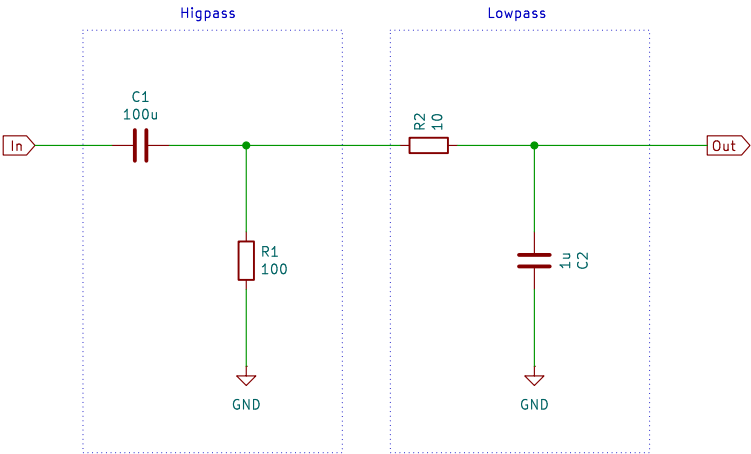 Higpass
Lowpass
C1
100u
R2
10
In
Out
R1
100
1u
C2
GND
GND